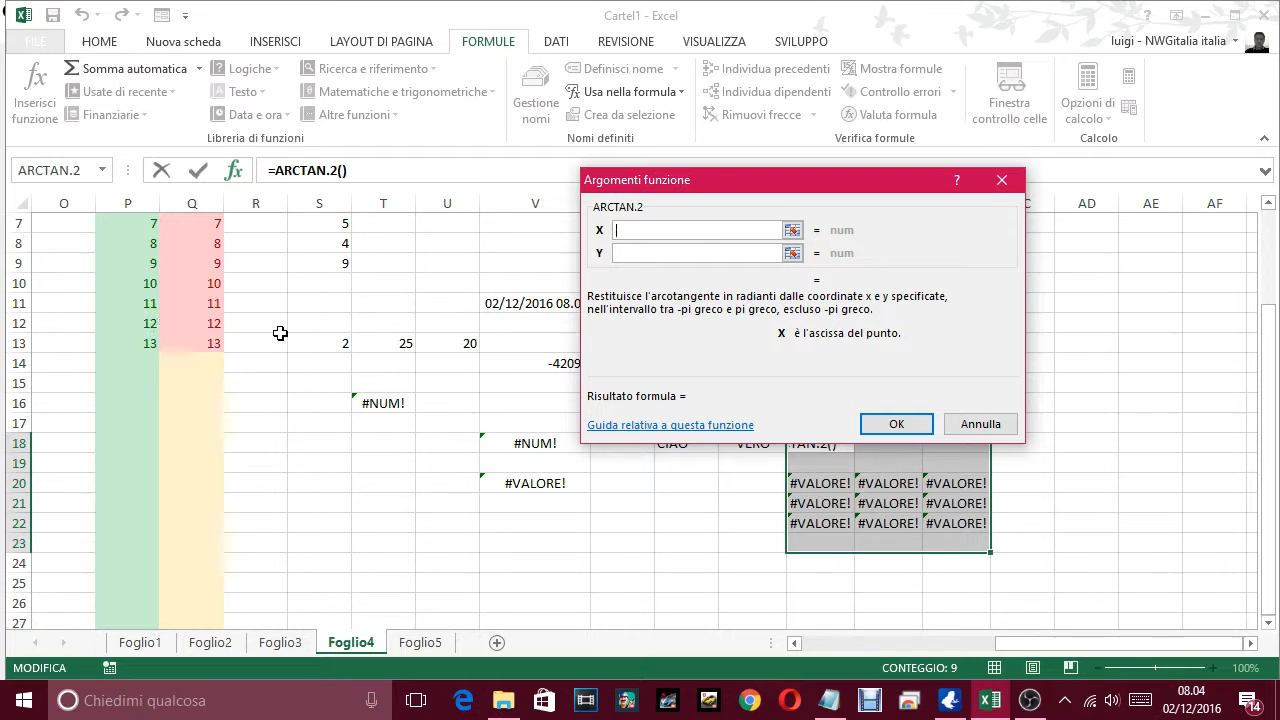 Cartel1 - Excel
FILE HOME Nuova scheda INSERISCI LAYOUT DI PAGINA FORMULE DATI REVISIONE VISUALIZZA SVILUPPO luigi - NWGitalia italia
Inserisci funzione
Somma automatica
Usate di recente
Finanziarie
Logiche
Testo
Data e ora
Ricerca e riferimento
Matematiche e trigonometriche
Altre funzioni
Libreria di funzioni
Gestione nomi
Definisci nome
Usa nella formula
Crea da selezione
Nomi definiti
Individua precedenti
Individua dipendenti
Rimuovi frecce
Mostra formule
Controllo errori
Valuta formula
Verifica formule
Finestra controllo celle
Opzioni di calcolo
Calcolo
ARCTAN.2 fx =ARCTAN.2()
O P Q R S T U V C AD AE AF
7 7 7 5
8 8 8 4
9 9 9 9
10 10 10
11 11 11 02/12/2016 08.0
12 12 12
13 13 13 2 25 20
14 -4209
15
16 #NUM!
17
18 #NUM! CIAO VERO TAN.2()
19
20 #VALORE! #VALORE! #VALORE! #VALORE!
21 #VALORE! #VALORE! #VALORE!
22 #VALORE! #VALORE! #VALORE!
23
24
25
26
27
Argomenti funzione ?
ARCTAN.2
X = num
Y = num
=
Restituisce l'arcotangente in radianti dalle coordinate x e y specificate,
nell'intervallo tra -pi greco e pi greco, escluso -pi greco.
X è l'ascissa del punto.
Risultato formula =
Guida relativa a questa funzione OK Annulla
Foglio1 Foglio2 Foglio3 Foglio4 Foglio5
MODIFICA CONTEGGIO: 9 100%
Chiedimi qualcosa
08.04
02/12/2016
14